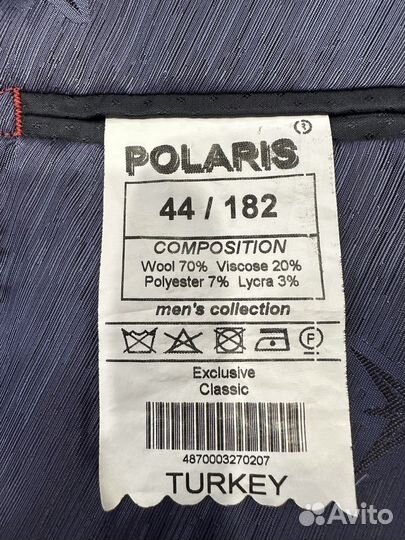 ®
POLARIS
44 / 182
COMPOSITION
Wool 70% Viscose 20%
Polyester 7% Lycra 3%
men's collection
F
Exclusive
Classic
4870003270207
TURKEY
Avito